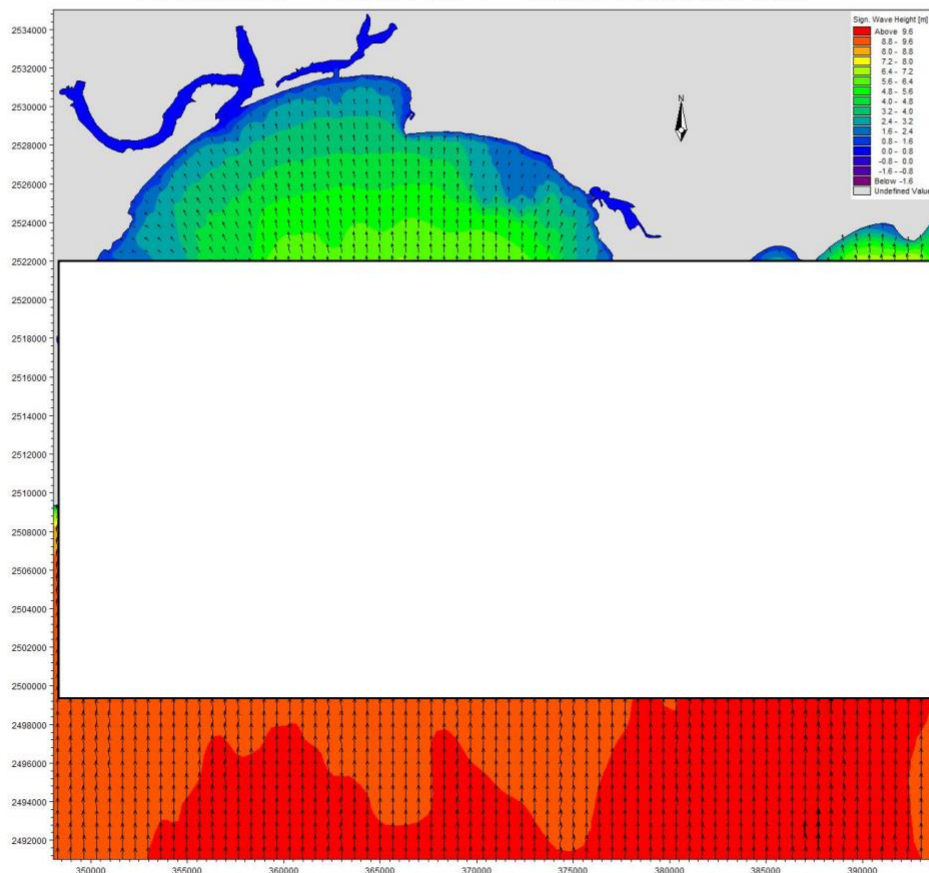 Sign. Wave Height [m]
Above 9.6
8.8 - 9.6
8.0 - 8.8
7.2 - 8.0
6.4 - 7.2
5.6 - 6.4
4.8 - 5.6
4.0 - 4.8
3.2 - 4.0
2.4 - 3.2
1.6 - 2.4
0.8 - 1.6
0.0 - 0.8
-0.8 - 0.0
-1.6 - -0.8
Below -1.6
Undefined Value
N
2534000
2532000
2530000
2528000
2526000
2524000
2522000
2520000
2518000
2516000
2514000
2512000
2510000
2508000
2506000
2504000
2502000
2500000
2498000
2496000
2494000
2492000
350000 355000 360000 365000 370000 375000 380000 385000 390000